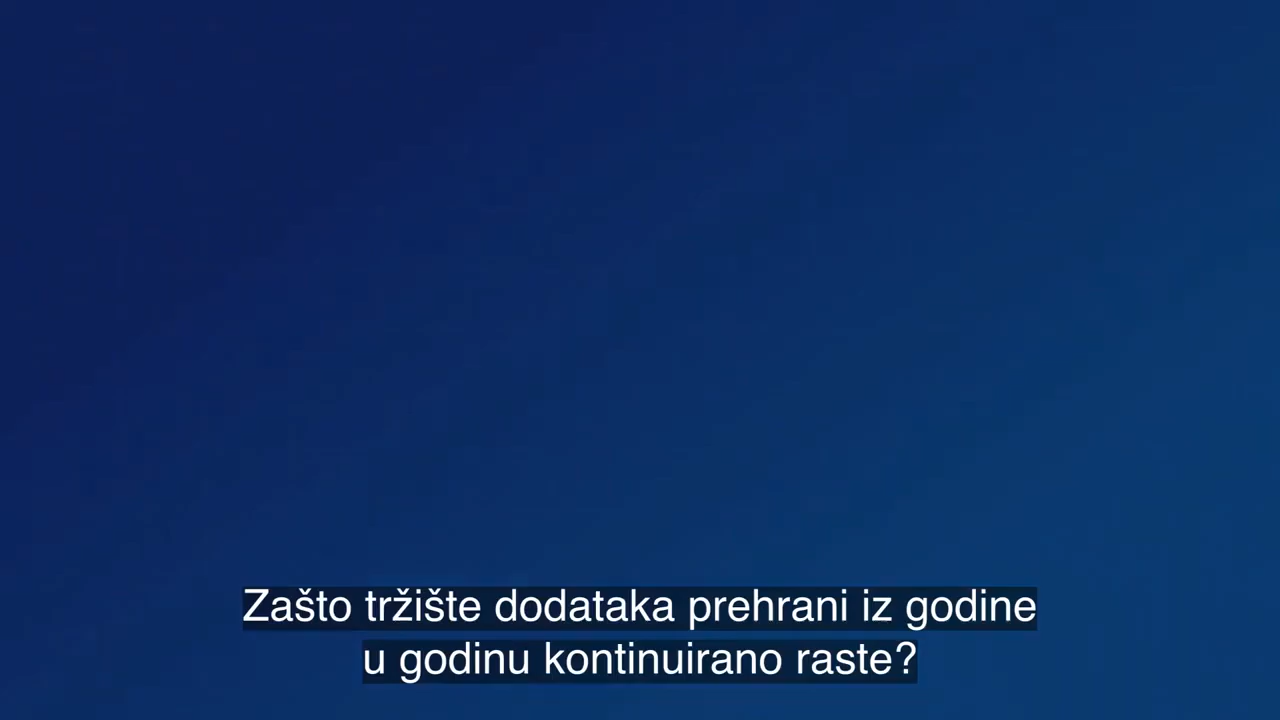 Zašto tržište dodataka prehrani iz godine
u godinu kontinuirano raste?